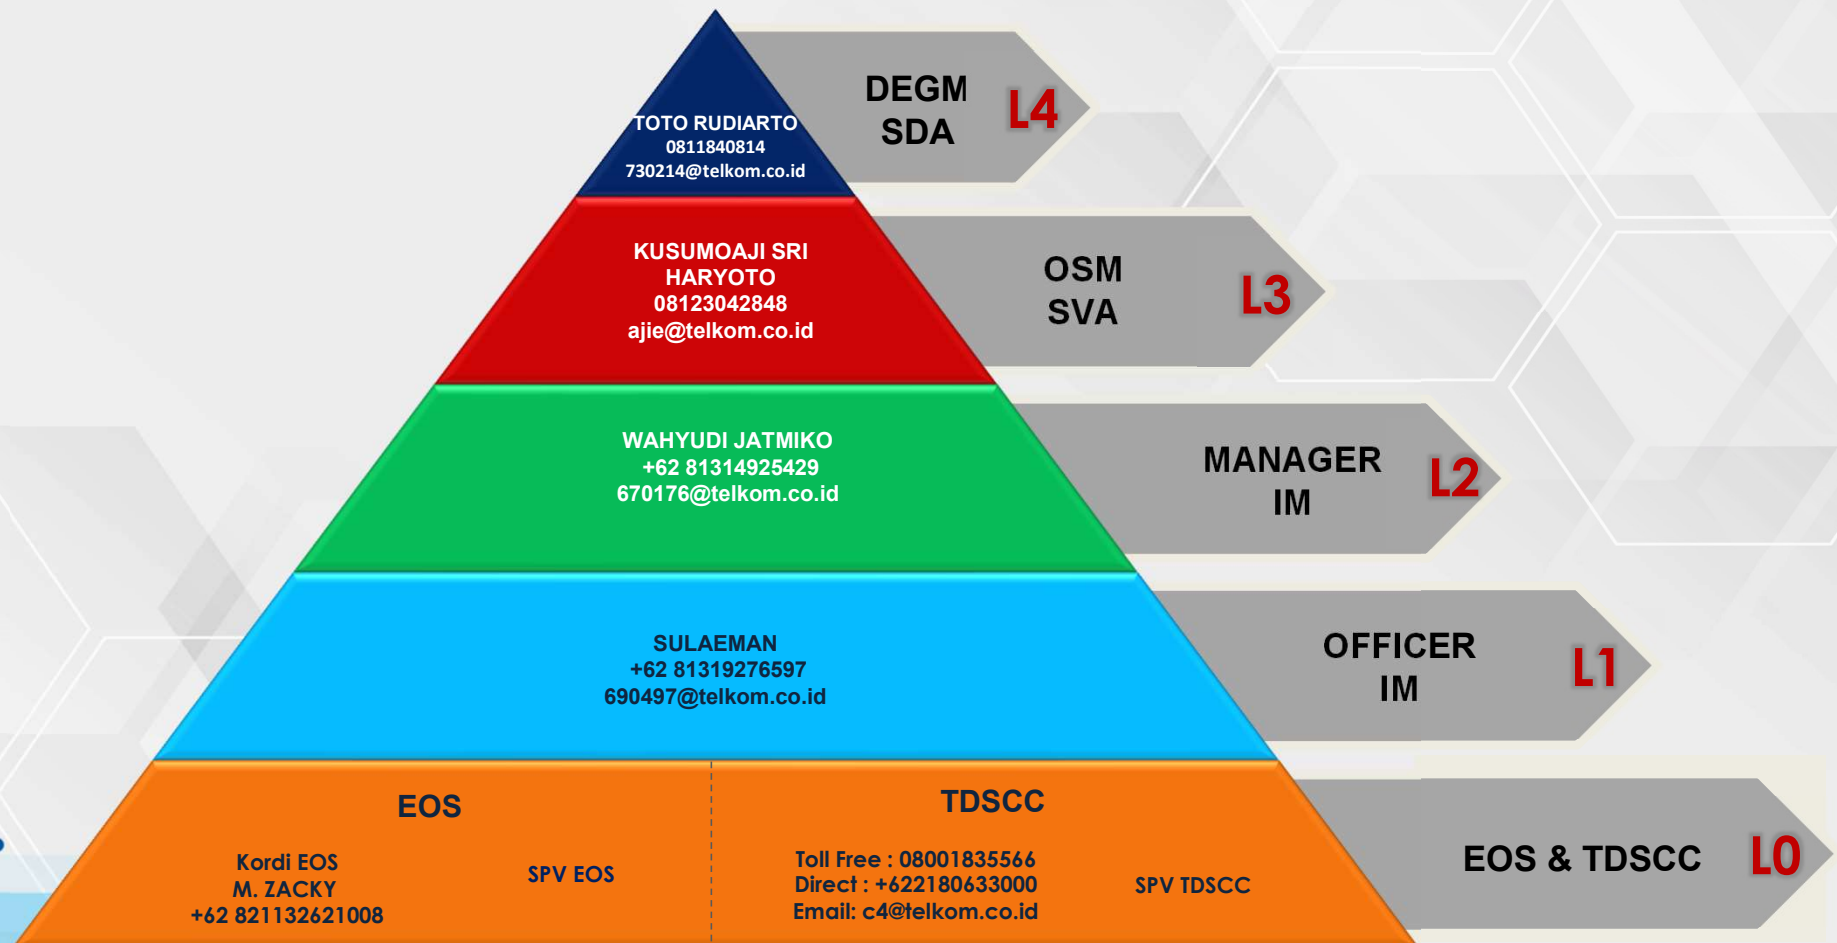 TOTO RUDIARTO
0811840814
730214@telkom.co.id
DEGM
SDA
L4
KUSUMOAJI SRI
HARYOTO
08123042848
ajie@telkom.co.id
OSM
SVA
L3
WAHYUDI JATMIKO
+62 81314925429
670176@telkom.co.id
MANAGER
IM
L2
SULAEMAN
+62 81319276597
690497@telkom.co.id
OFFICER
IM
L1
EOS
Kordi EOS
M. ZACKY
+62 821132621008
SPV EOS
TDSCC
Toll Free : 08001835566
Direct : +622180633000
Email: c4@telkom.co.id
SPV TDSCC
EOS & TDSCC
L0